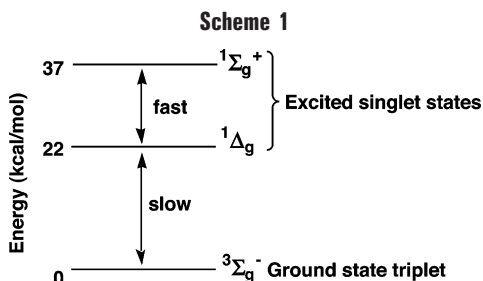 Scheme 1
Energy (kcal/mol)
37 ¹Σg⁺
fast
Excited singlet states
22 ¹Δg
slow
0 ³Σg⁻ Ground state triplet